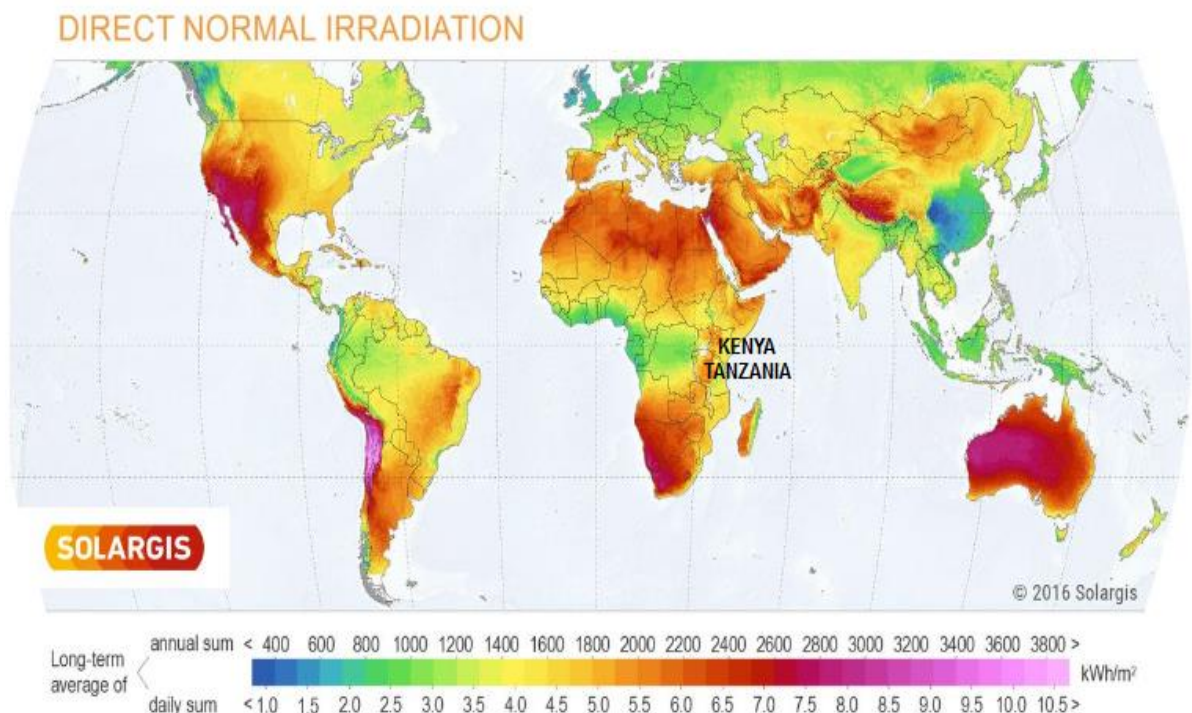 DIRECT NORMAL IRRADIATION
KENYA
TANZANIA
SOLARGIS
© 2016 Solargis
Long-term
average of
annual sum < 400 600 800 1000 1200 1400 1600 1800 2000 2200 2400 2600 2800 3000 3200 3400 3600 3800 >
kWh/m²
daily sum < 1.0 1.5 2.0 2.5 3.0 3.5 4.0 4.5 5.0 5.5 6.0 6.5 7.0 7.5 8.0 8.5 9.0 9.5 10.0 10.5 >